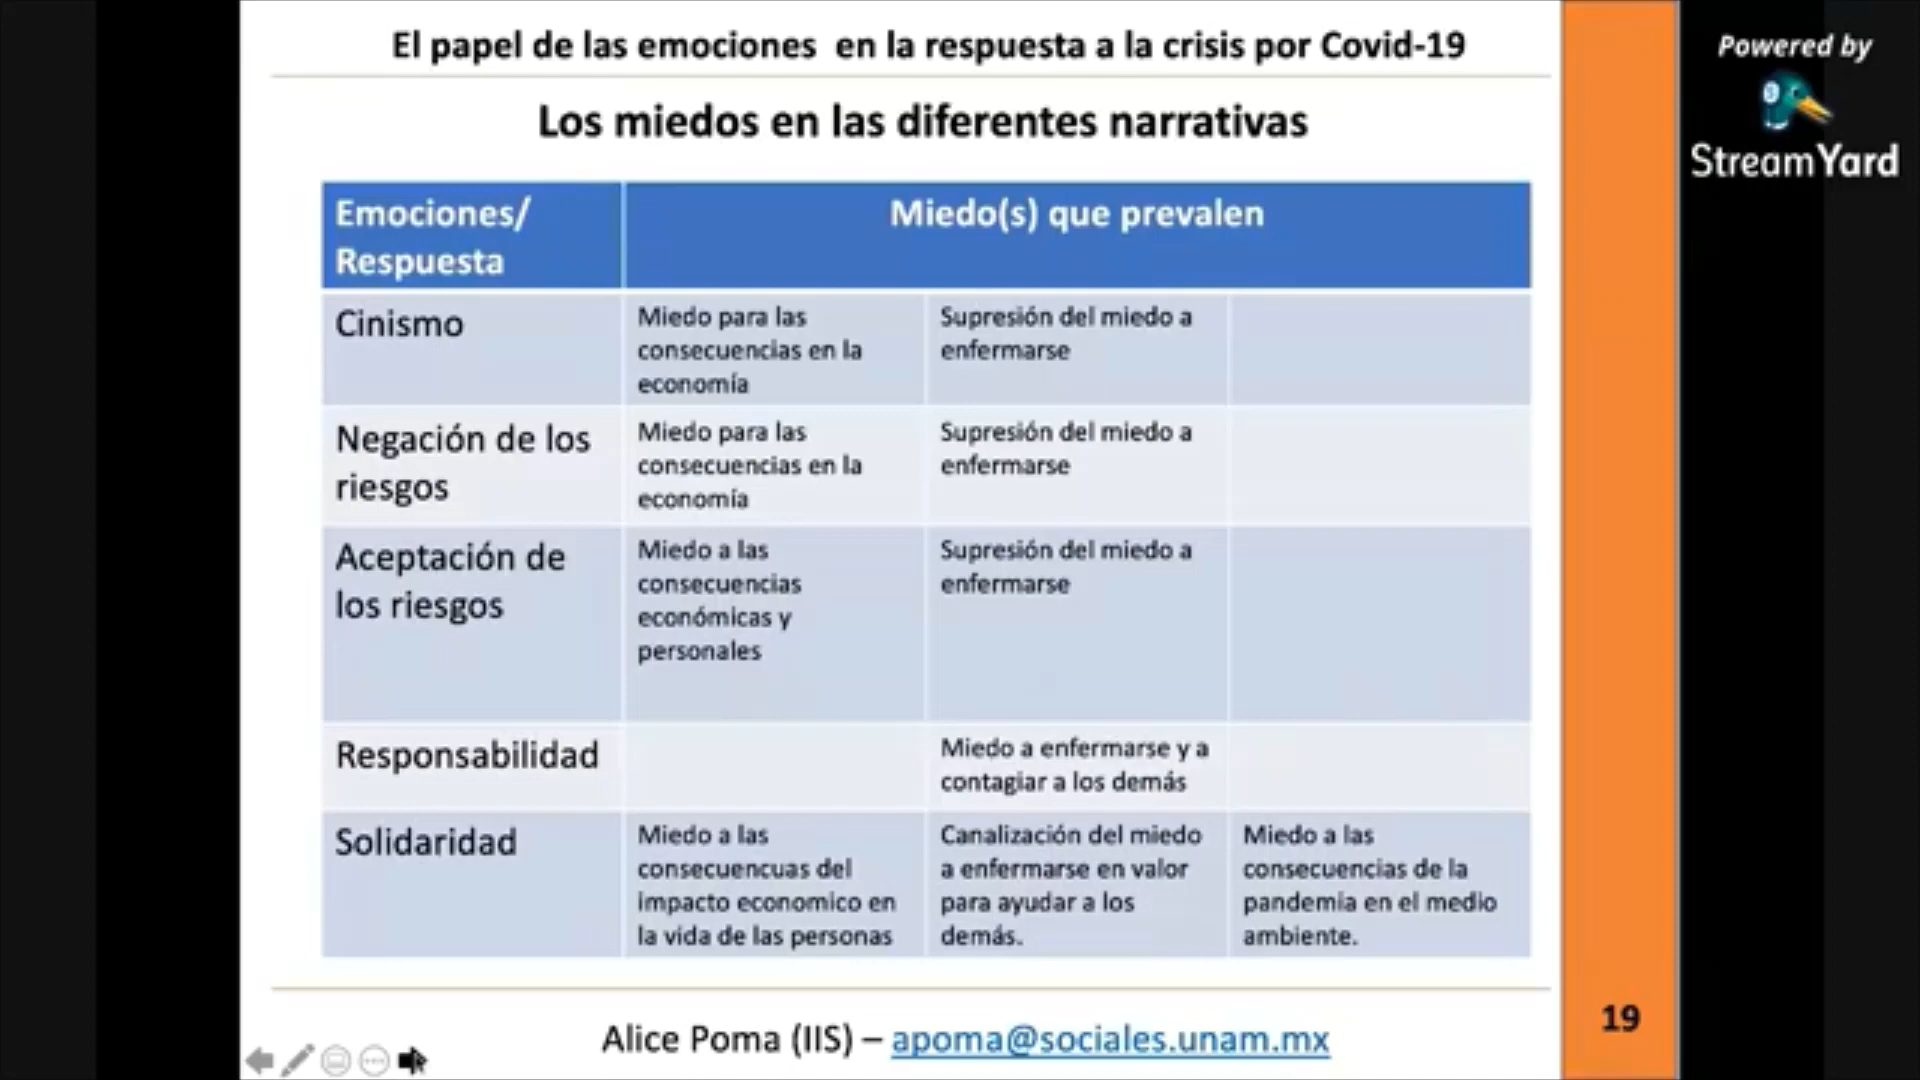 El papel de las emociones en la respuesta a la crisis por Covid-19
Powered by
StreamYard
Los miedos en las diferentes narrativas
Emociones/
Respuesta
Miedo(s) que prevalen
Cinismo
Miedo para las
consecuencias en la
economía
Supresión del miedo a
enfermarse
Negación de los
riesgos
Miedo para las
consecuencias en la
economía
Supresión del miedo a
enfermarse
Aceptación de
los riesgos
Miedo a las
consecuencias
económicas y
personales
Supresión del miedo a
enfermarse
Responsabilidad
Miedo a enfermarse y a
contagiar a los demás
Solidaridad
Miedo a las
consecuencuas del
impacto economico en
la vida de las personas
Canalización del miedo
a enfermarse en valor
para ayudar a los
demás.
Miedo a las
consecuencias de la
pandemia en el medio
ambiente.
Alice Poma (IIS) – apoma@sociales.unam.mx
19